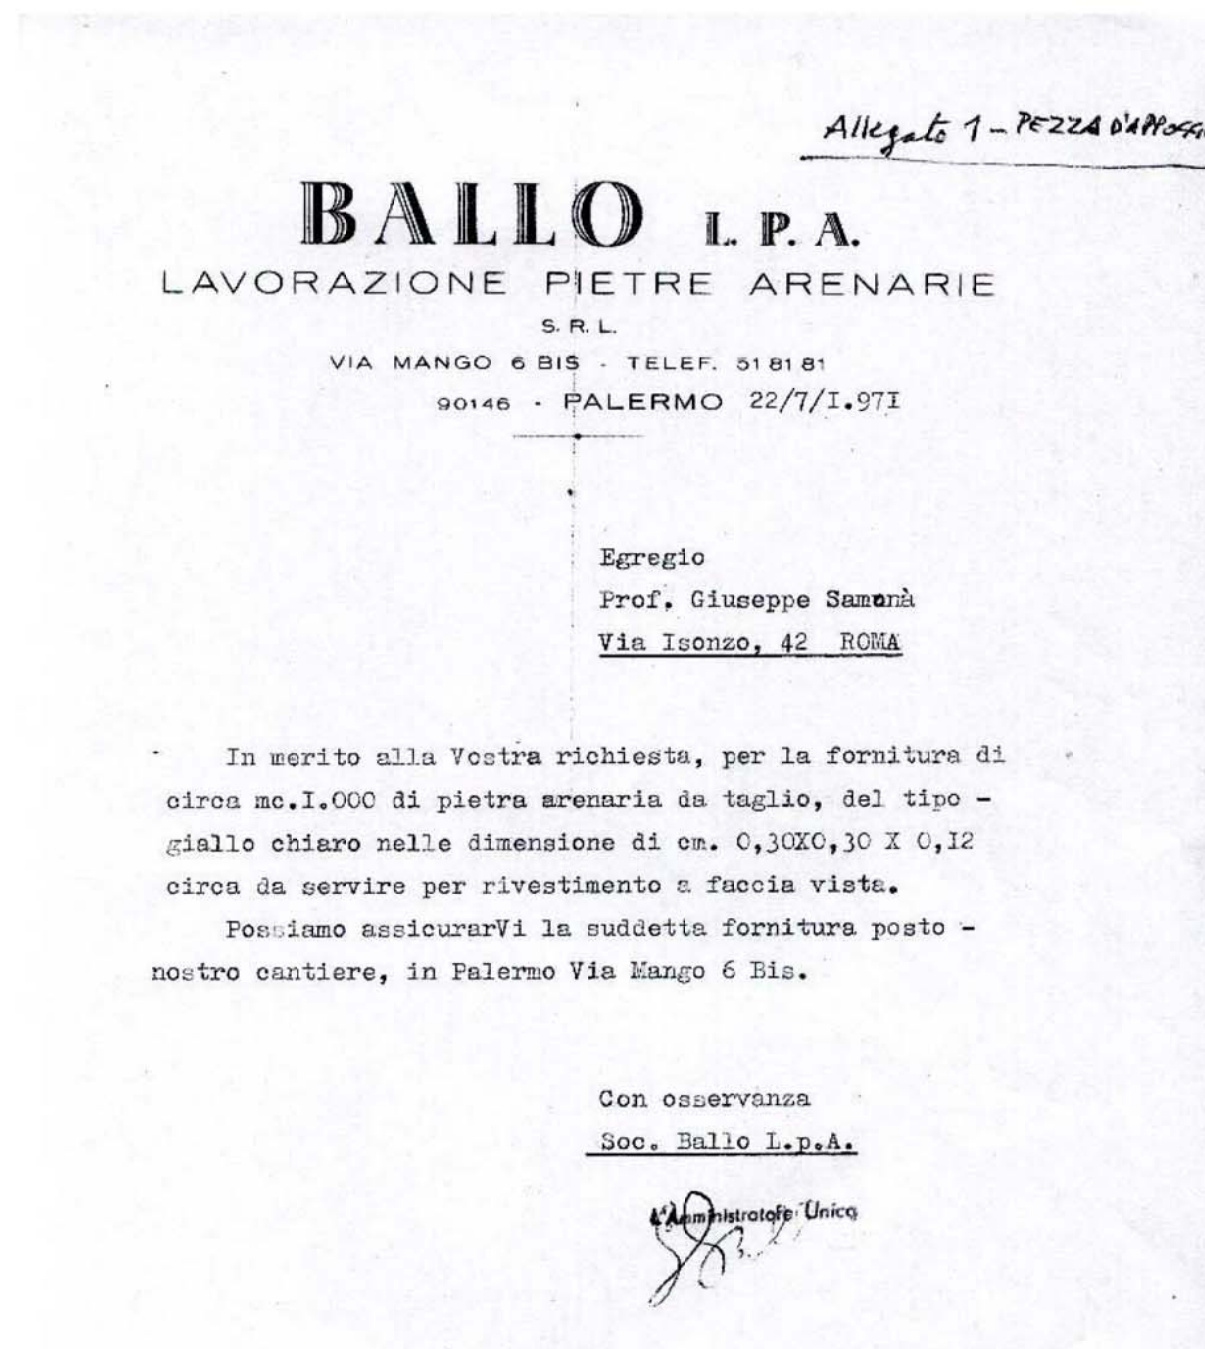 Allegato 1 - PEZZA D'APPOGGI
BALLO L. P. A.
LAVORAZIONE PIETRE ARENARIE
S. R. L.
VIA MANGO 6 BIS - TELEF. 51 81 81
90146 - PALERMO 22/7/I.97I
Egregio
Prof. Giuseppe Samonà
Via Isonzo, 42 ROMA
In merito alla Vostra richiesta, per la fornitura di
circa mc.I.000 di pietra arenaria da taglio, del tipo -
giallo chiaro nelle dimensione di cm. 0,30X0,30 X 0,I2
circa da servire per rivestimento a faccia vista.
Possiamo assicurarVi la suddetta fornitura posto -
nostro cantiere, in Palermo Via Mango 6 Bis.
Con osservanza
Soc. Ballo L.p.A.
L'Amministratore Unico